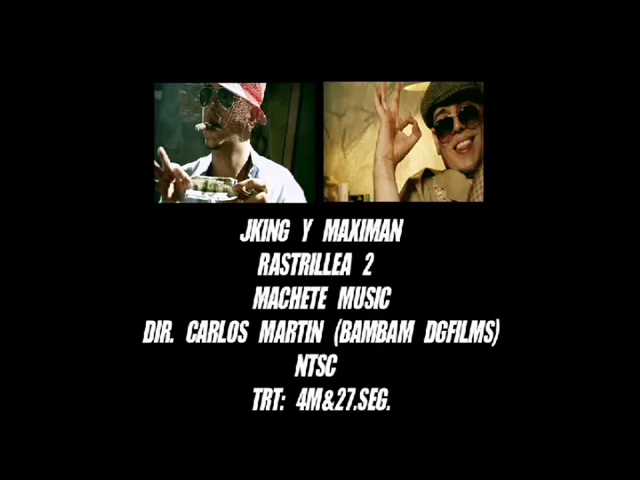 JKING Y MAXIMAN
RASTRILLEA 2
MACHETE MUSIC
DIR. CARLOS MARTIN (BAMBAM DGFILMS)
NTSC
TRT: 4M&27.SEG.